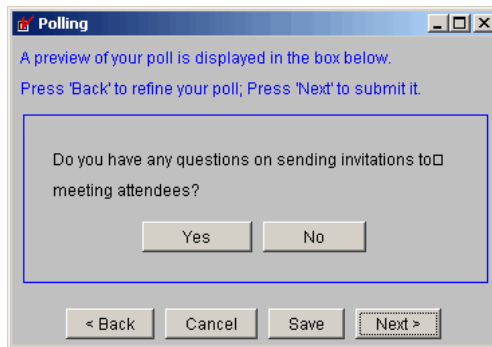 Polling
A preview of your poll is displayed in the box below.
Press 'Back' to refine your poll; Press 'Next' to submit it.
Do you have any questions on sending invitations to□
meeting attendees?
Yes No
< Back Cancel Save Next >